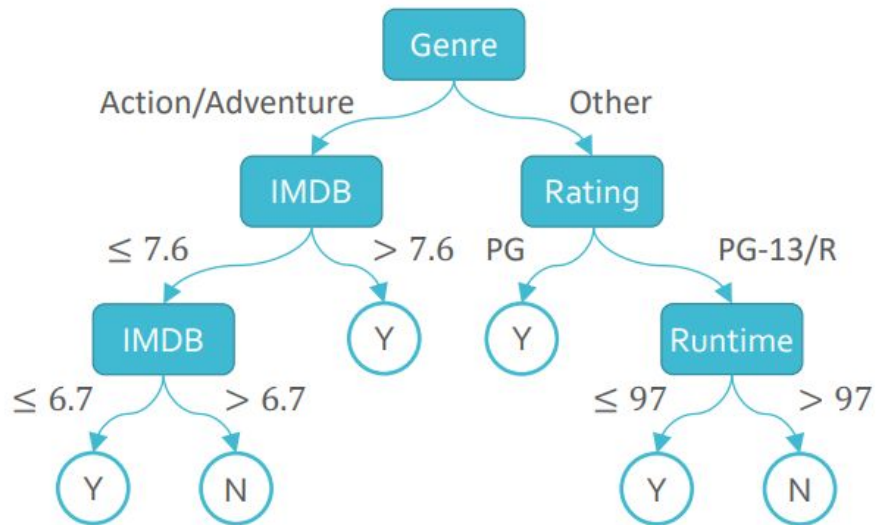 Genre
Action/Adventure
Other
IMDB
Rating
≤ 7.6
> 7.6
PG
PG-13/R
IMDB
Y
Y
Runtime
≤ 6.7
> 6.7
≤ 97
> 97
Y
N
Y
N